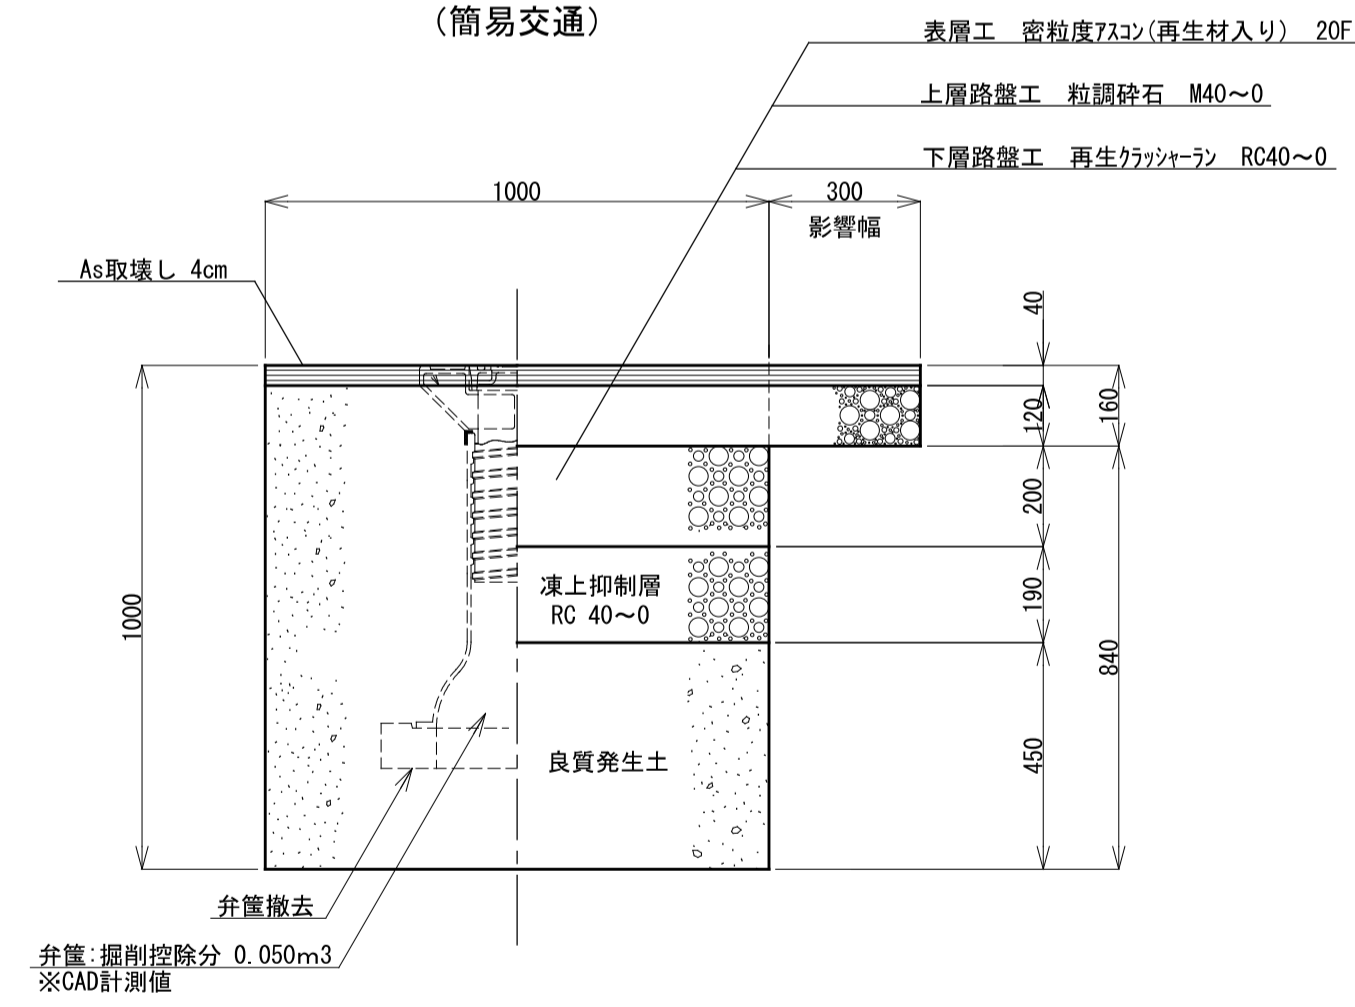 (簡易交通)
表層工 密粒度ｱｽｺﾝ(再生材入り) 20F
上層路盤工 粒調砕石 M40～0
下層路盤工 再生ｸﾗｯｼｬｰﾗﾝ RC40～0
1000
300
影響幅
As取壊し 4cm
40
120
160
200
190
840
450
1000
凍上抑制層
RC 40～0
良質発生土
弁筐撤去
弁筐:掘削控除分 0.050m3
※CAD計測値